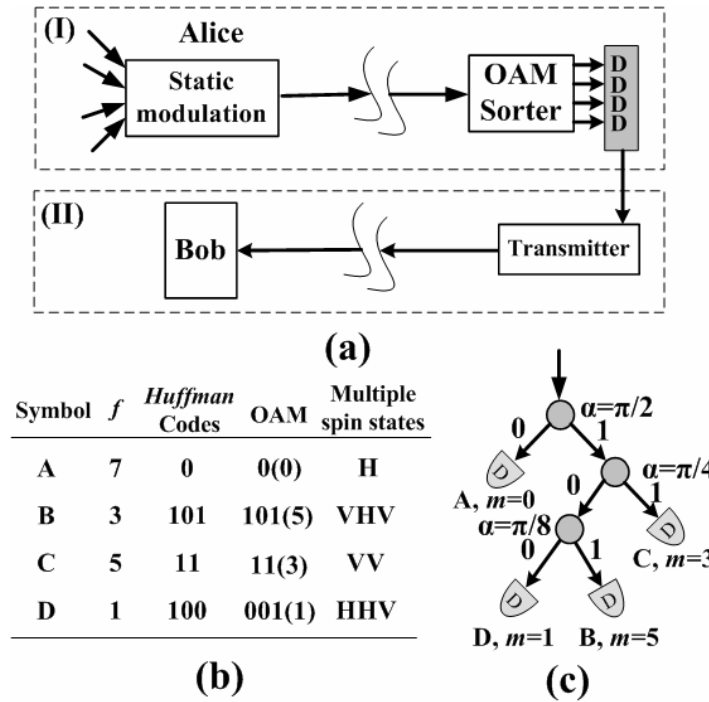 (I)
Alice
Static modulation
OAM Sorter
D
D
D
D
(II)
Bob
Transmitter
(a)
Symbol f Huffman Codes OAM Multiple spin states
A 7 0 0(0) H
B 3 101 101(5) VHV
C 5 11 11(3) VV
D 1 100 001(1) HHV
(b)
α=π/2
0 1
D
A, m=0
α=π/4
0 1
D
C, m=3
α=π/8
0 1
D D
D, m=1 B, m=5
(c)